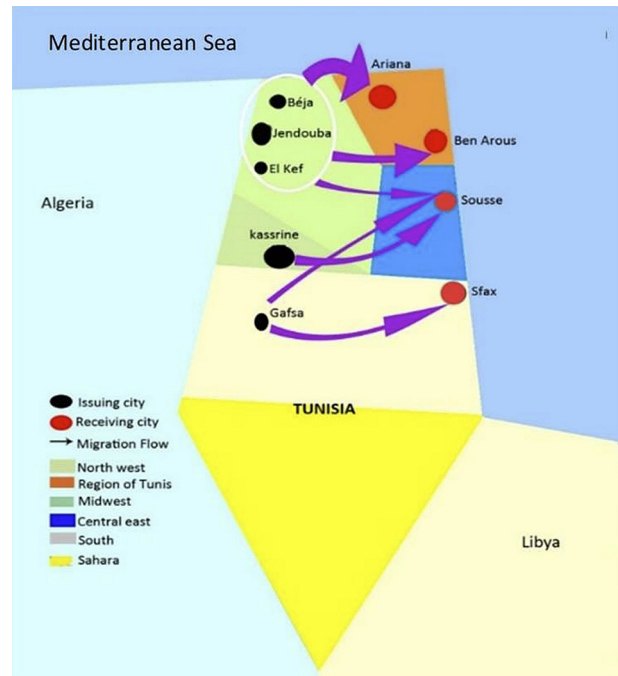 Mediterranean Sea
Ariana
Béja
Jendouba
Ben Arous
El Kef
Algeria
Sousse
kassrine
Sfax
Gafsa
TUNISIA
Issuing city
Receiving city
Migration Flow
North west
Region of Tunis
Midwest
Central east
South
Sahara
Libya